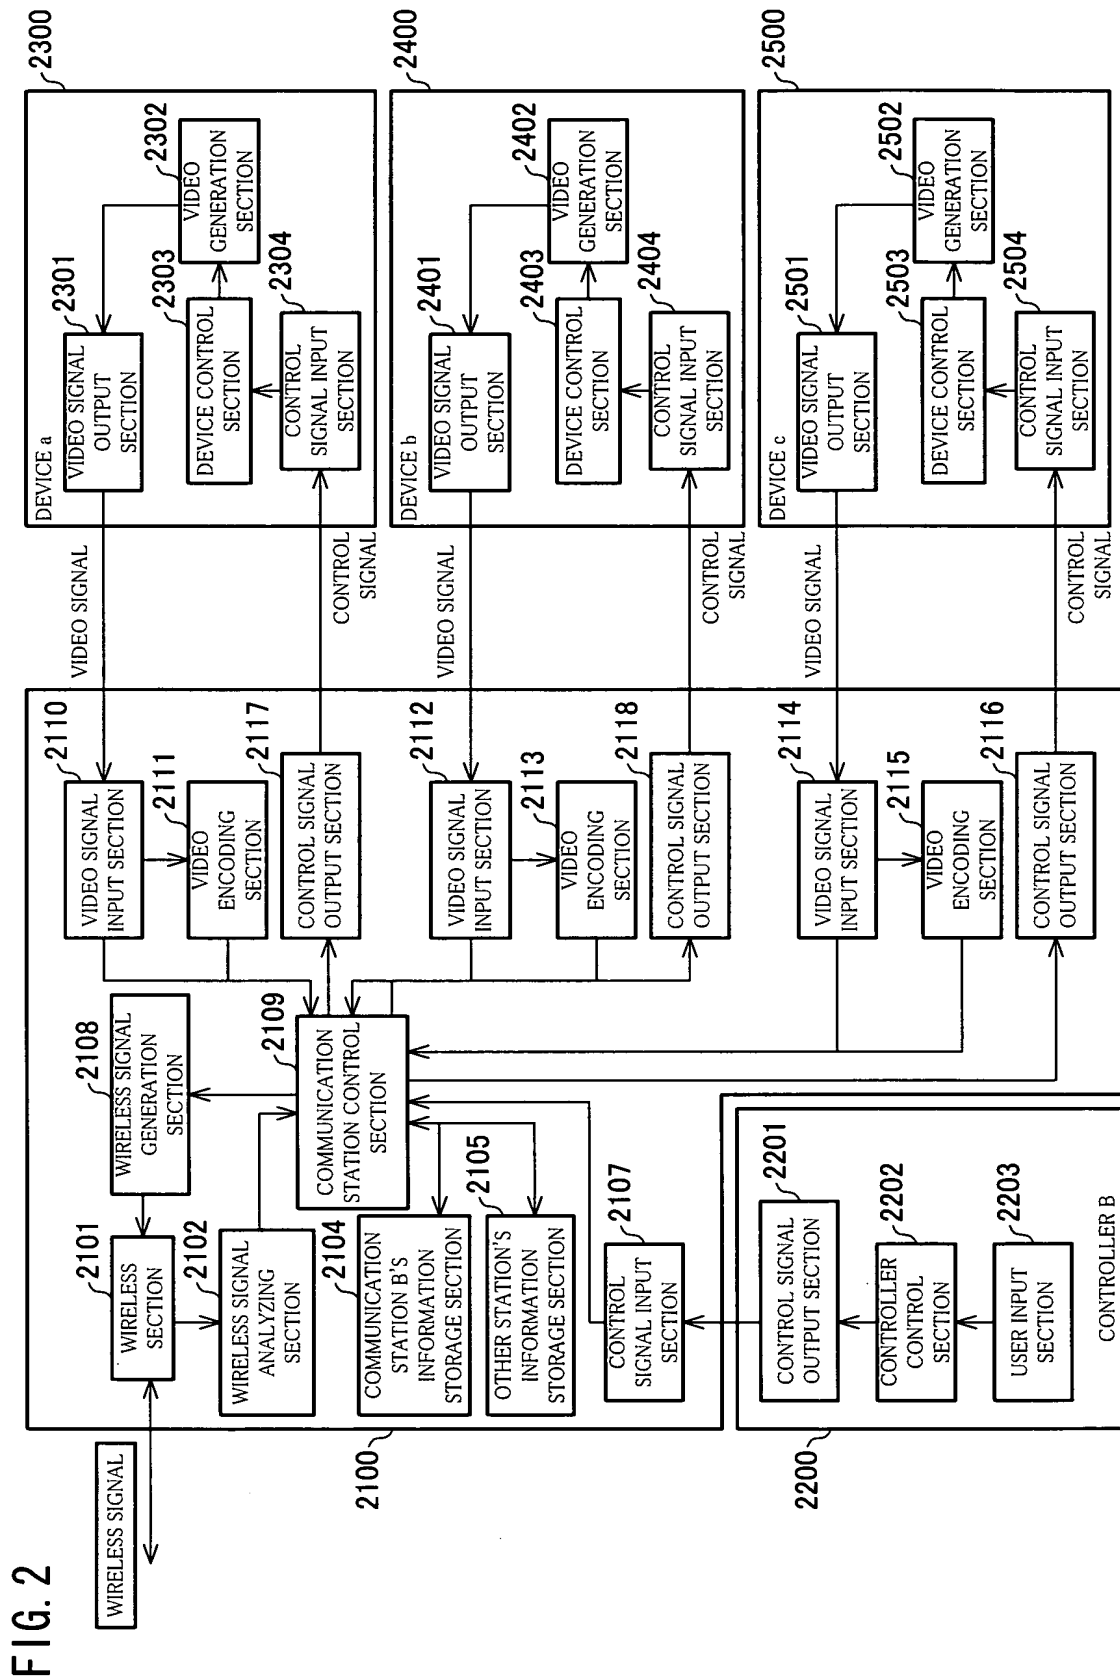 FIG. 2
WIRELESS SIGNAL
2100
2101
WIRELESS
SECTION
2102
WIRELESS SIGNAL
ANALYZING
SECTION
2104
COMMUNICATION
STATION B'S
INFORMATION
STORAGE SECTION
2105
OTHER STATION'S
INFORMATION
STORAGE SECTION
2107
CONTROL
SIGNAL INPUT
SECTION
2108
WIRELESS SIGNAL
GENERATION
SECTION
2109
COMMUNICATION
STATION CONTROL
SECTION
2110
VIDEO SIGNAL
INPUT SECTION
2111
VIDEO
ENCODING
SECTION
2117
CONTROL SIGNAL
OUTPUT SECTION
2112
VIDEO SIGNAL
INPUT SECTION
2113
VIDEO
ENCODING
SECTION
2118
CONTROL SIGNAL
OUTPUT SECTION
2114
VIDEO SIGNAL
INPUT SECTION
2115
VIDEO
ENCODING
SECTION
2116
CONTROL SIGNAL
OUTPUT SECTION
2200
2201
CONTROL SIGNAL
OUTPUT SECTION
2202
CONTROLLER
CONTROL
SECTION
2203
USER INPUT
SECTION
CONTROLLER B
VIDEO SIGNAL
CONTROL
SIGNAL
VIDEO SIGNAL
CONTROL
SIGNAL
VIDEO SIGNAL
CONTROL
SIGNAL
2300
DEVICE a
2301
VIDEO SIGNAL
OUTPUT
SECTION
2302
VIDEO
GENERATION
SECTION
2303
DEVICE CONTROL
SECTION
2304
CONTROL
SIGNAL INPUT
SECTION
2400
DEVICE b
2401
VIDEO SIGNAL
OUTPUT
SECTION
2402
VIDEO
GENERATION
SECTION
2403
DEVICE CONTROL
SECTION
2404
CONTROL
SIGNAL INPUT
SECTION
2500
DEVICE c
2501
VIDEO SIGNAL
OUTPUT
SECTION
2502
VIDEO
GENERATION
SECTION
2503
DEVICE CONTROL
SECTION
2504
CONTROL
SIGNAL INPUT
SECTION